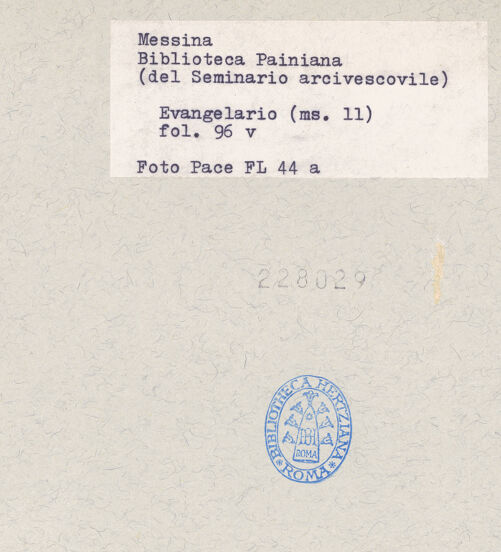 Messina
Biblioteca Painiana
(del Seminario arcivescovile)
Evangelario (ms. 11)
fol. 96 v
Foto Pace FL 44 a
228029
BIBLIOTHECA HERTZIANA
ROMA
ROMA